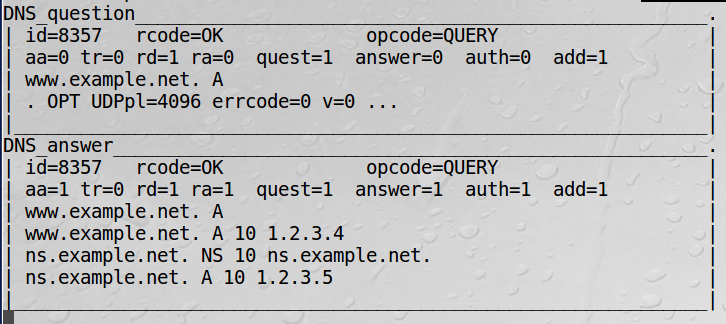 DNS_question____________________________________________________.
| id=8357   rcode=OK             opcode=QUERY                   |
| aa=0 tr=0 rd=1 ra=0  quest=1  answer=0  auth=0  add=1         |
| www.example.net. A                                            |
| . OPT UDPpl=4096 errcode=0 v=0 ...                            |
|_______________________________________________________________|
DNS_answer______________________________________________________.
| id=8357   rcode=OK             opcode=QUERY                   |
| aa=1 tr=0 rd=1 ra=1  quest=1  answer=1  auth=1  add=1         |
| www.example.net. A                                            |
| www.example.net. A 10 1.2.3.4                                 |
| ns.example.net. NS 10 ns.example.net.                         |
| ns.example.net. A 10 1.2.3.5                                  |
|_______________________________________________________________|